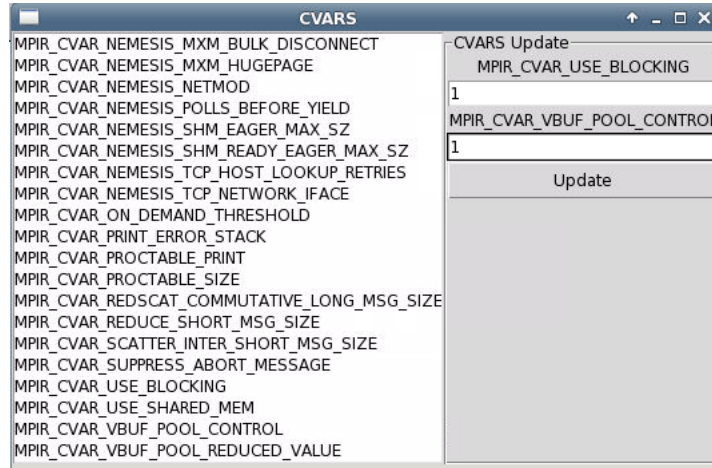 CVARS
MPIR_CVAR_NEMESIS_MXM_BULK_DISCONNECT
MPIR_CVAR_NEMESIS_MXM_HUGEPAGE
MPIR_CVAR_NEMESIS_NETMOD
MPIR_CVAR_NEMESIS_POLLS_BEFORE_YIELD
MPIR_CVAR_NEMESIS_SHM_EAGER_MAX_SZ
MPIR_CVAR_NEMESIS_SHM_READY_EAGER_MAX_SZ
MPIR_CVAR_NEMESIS_TCP_HOST_LOOKUP_RETRIES
MPIR_CVAR_NEMESIS_TCP_NETWORK_IFACE
MPIR_CVAR_ON_DEMAND_THRESHOLD
MPIR_CVAR_PRINT_ERROR_STACK
MPIR_CVAR_PROCTABLE_PRINT
MPIR_CVAR_PROCTABLE_SIZE
MPIR_CVAR_REDSCAT_COMMUTATIVE_LONG_MSG_SIZE
MPIR_CVAR_REDUCE_SHORT_MSG_SIZE
MPIR_CVAR_SCATTER_INTER_SHORT_MSG_SIZE
MPIR_CVAR_SUPPRESS_ABORT_MESSAGE
MPIR_CVAR_USE_BLOCKING
MPIR_CVAR_USE_SHARED_MEM
MPIR_CVAR_VBUF_POOL_CONTROL
MPIR_CVAR_VBUF_POOL_REDUCED_VALUE
CVARS Update
MPIR_CVAR_USE_BLOCKING
1
MPIR_CVAR_VBUF_POOL_CONTROL
1
Update